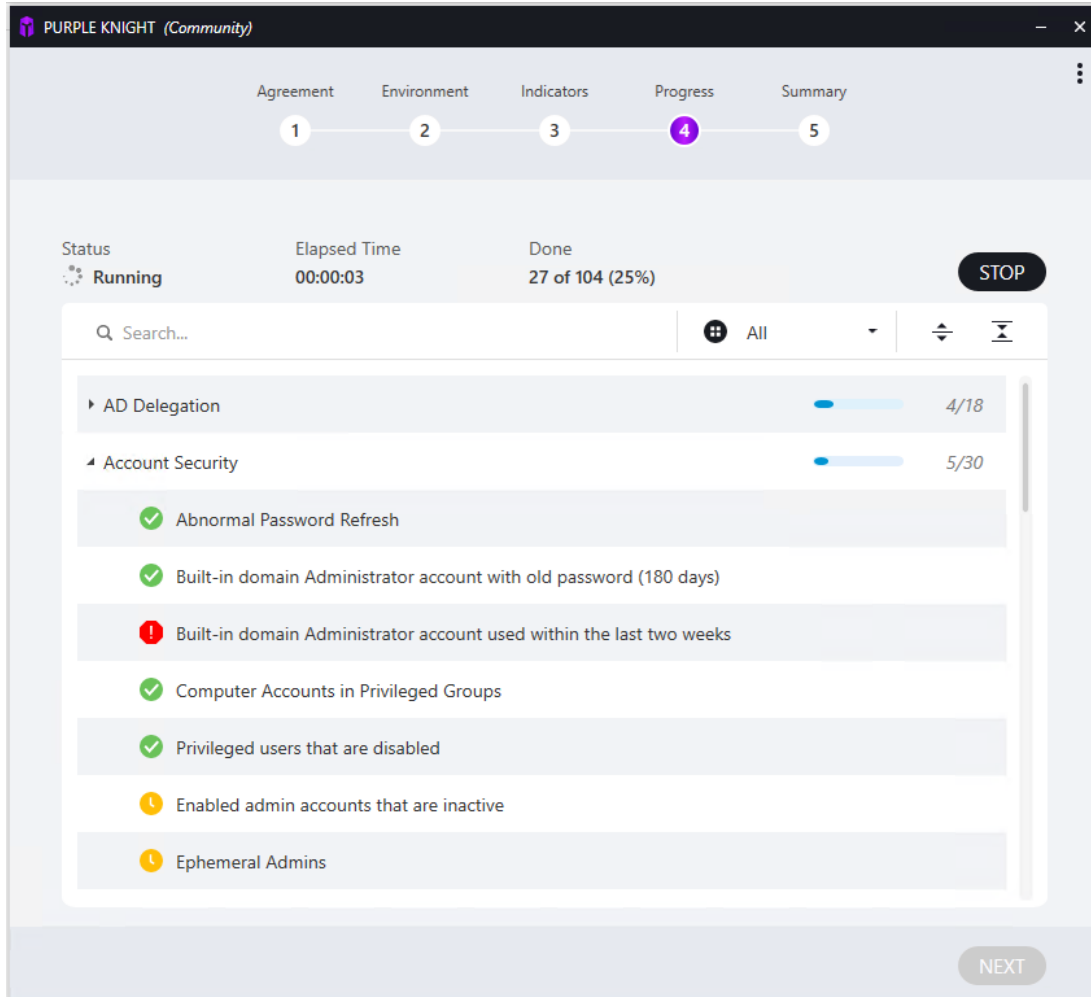 PURPLE KNIGHT (Community)
Agreement Environment Indicators Progress Summary
1 2 3 4 5
Status Elapsed Time Done
Running 00:00:03 27 of 104 (25%) STOP
Search... All
AD Delegation 4/18
Account Security 5/30
Abnormal Password Refresh
Built-in domain Administrator account with old password (180 days)
Built-in domain Administrator account used within the last two weeks
Computer Accounts in Privileged Groups
Privileged users that are disabled
Enabled admin accounts that are inactive
Ephemeral Admins
NEXT